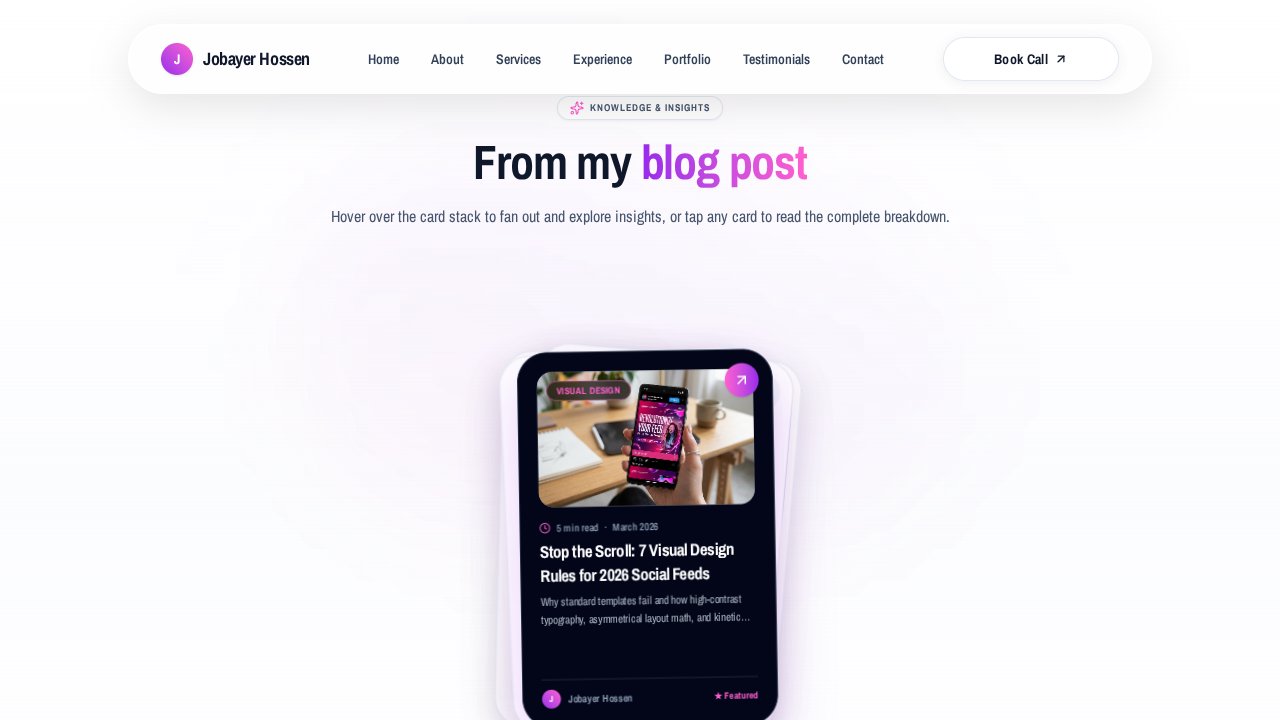 J Jobayer Hossen Home About Services Experience Portfolio Testimonials Contact Book Call
KNOWLEDGE & INSIGHTS
From my blog post
Hover over the card stack to fan out and explore insights, or tap any card to read the complete breakdown.
VISUAL DESIGN
REVOLUTIONIZE
YOUR FEED
5 min read · March 2026
Stop the Scroll: 7 Visual Design
Rules for 2026 Social Feeds
Why standard templates fail and how high-contrast
typography, asymmetrical layout math, and kinetic...
J Jobayer Hossen ★ Featured